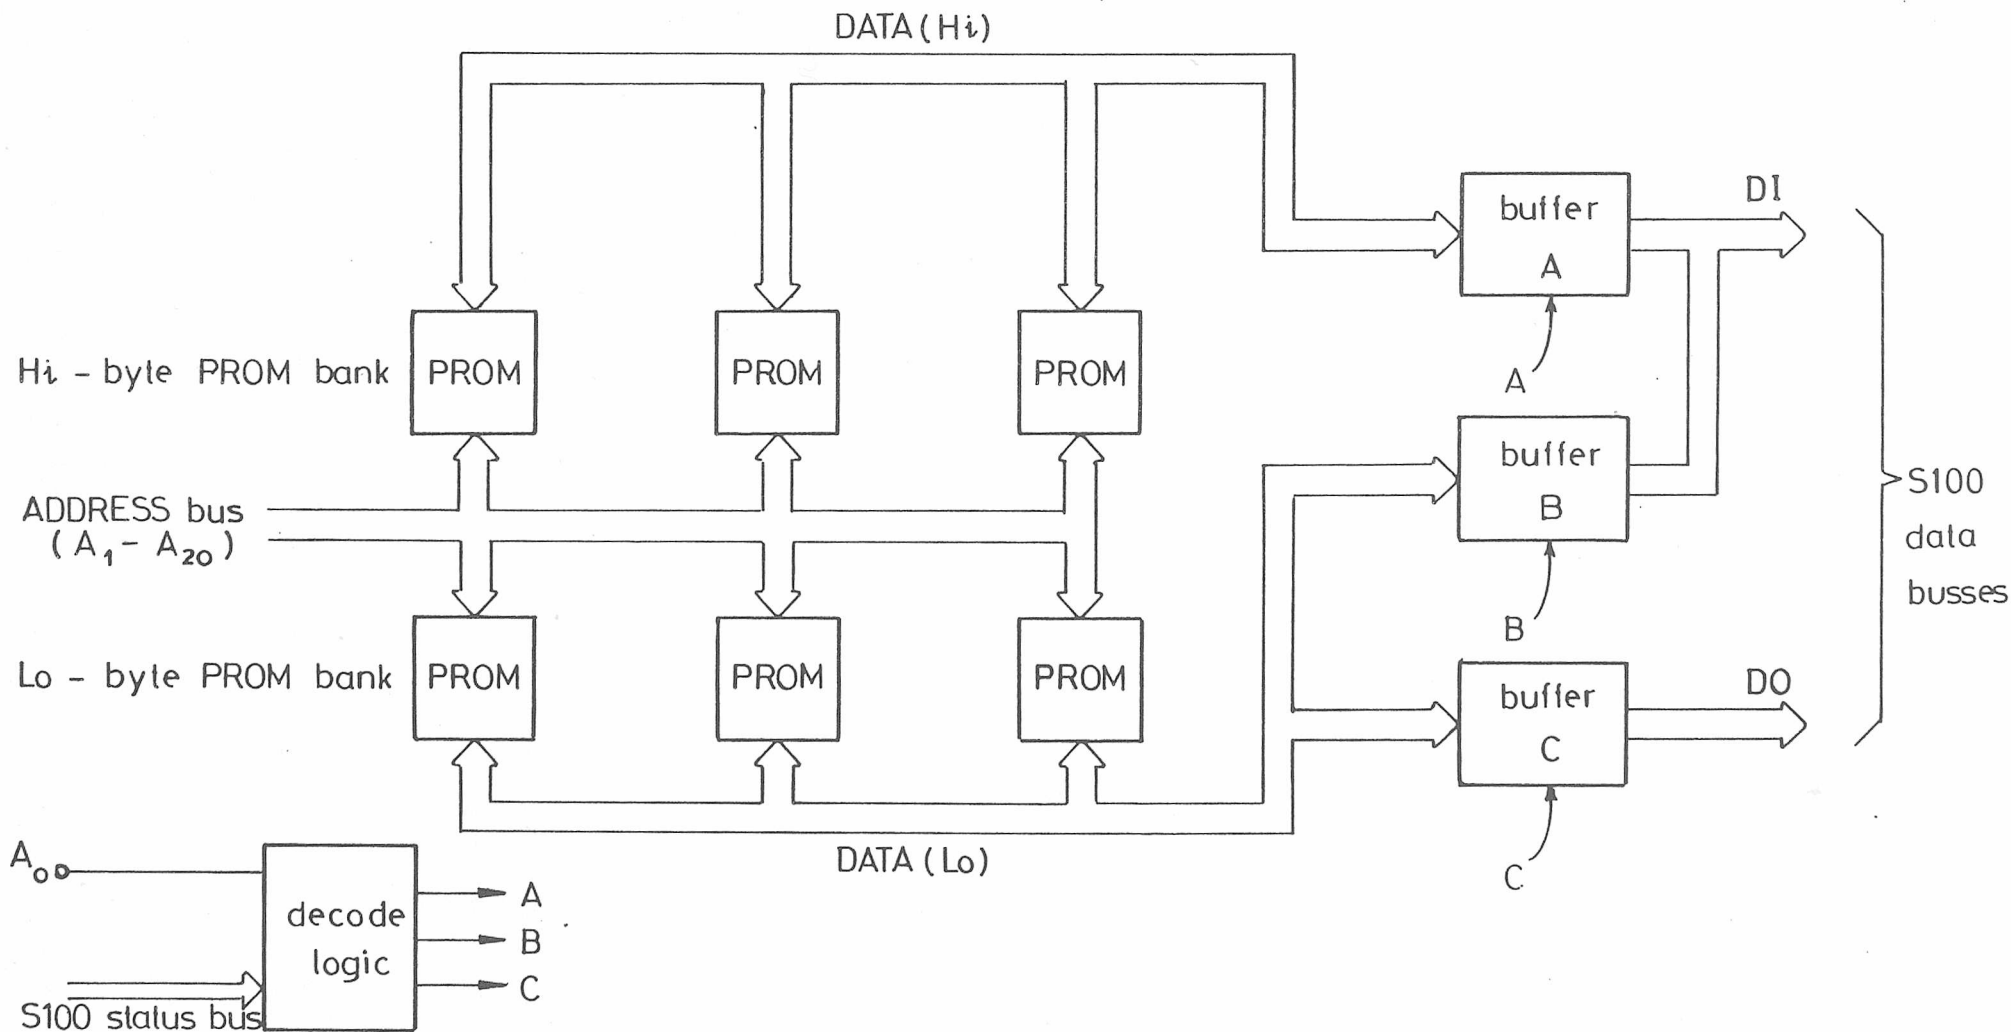 DATA (Hi)
DI
buffer
A
A
Hi - byte PROM bank
PROM
PROM
PROM
buffer
B
B
S100
data
busses
ADDRESS bus
(A₁ - A₂₀)
Lo - byte PROM bank
PROM
PROM
PROM
buffer
C
C
DO
DATA (Lo)
A₀
decode
logic
A
B
C
S100 status bus